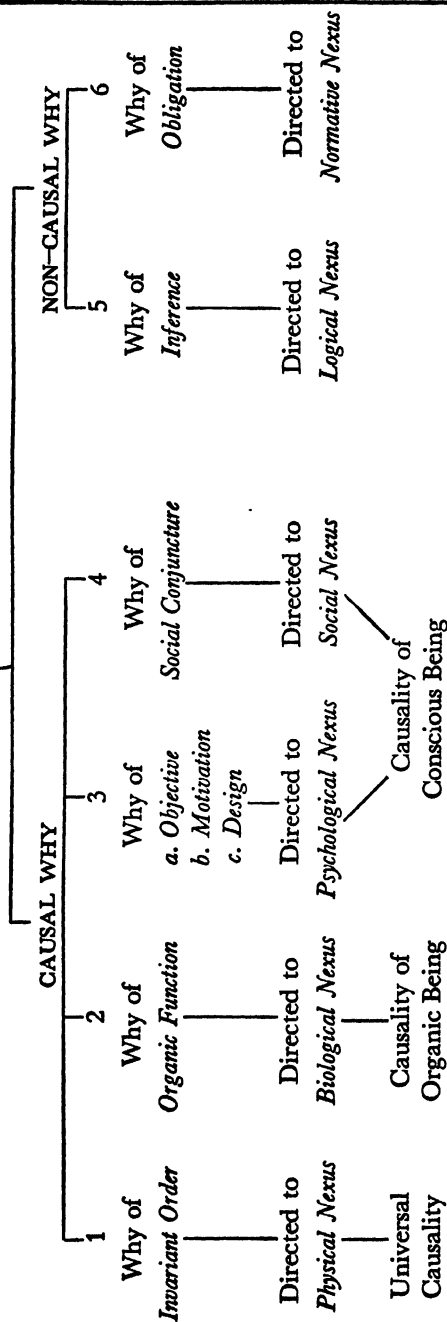 CAUSAL WHY
NON-CAUSAL WHY
1
Why of
Invariant Order
Directed to
Physical Nexus
Universal
Causality
2
Why of
Organic Function
Directed to
Biological Nexus
Causality of
Organic Being
3
Why of
a. Objective
b. Motivation
c. Design
Directed to
Psychological Nexus
4
Why of
Social Conjuncture
Directed to
Social Nexus
Causality of
Conscious Being
5
Why of
Inference
Directed to
Logical Nexus
6
Why of
Obligation
Directed to
Normative Nexus